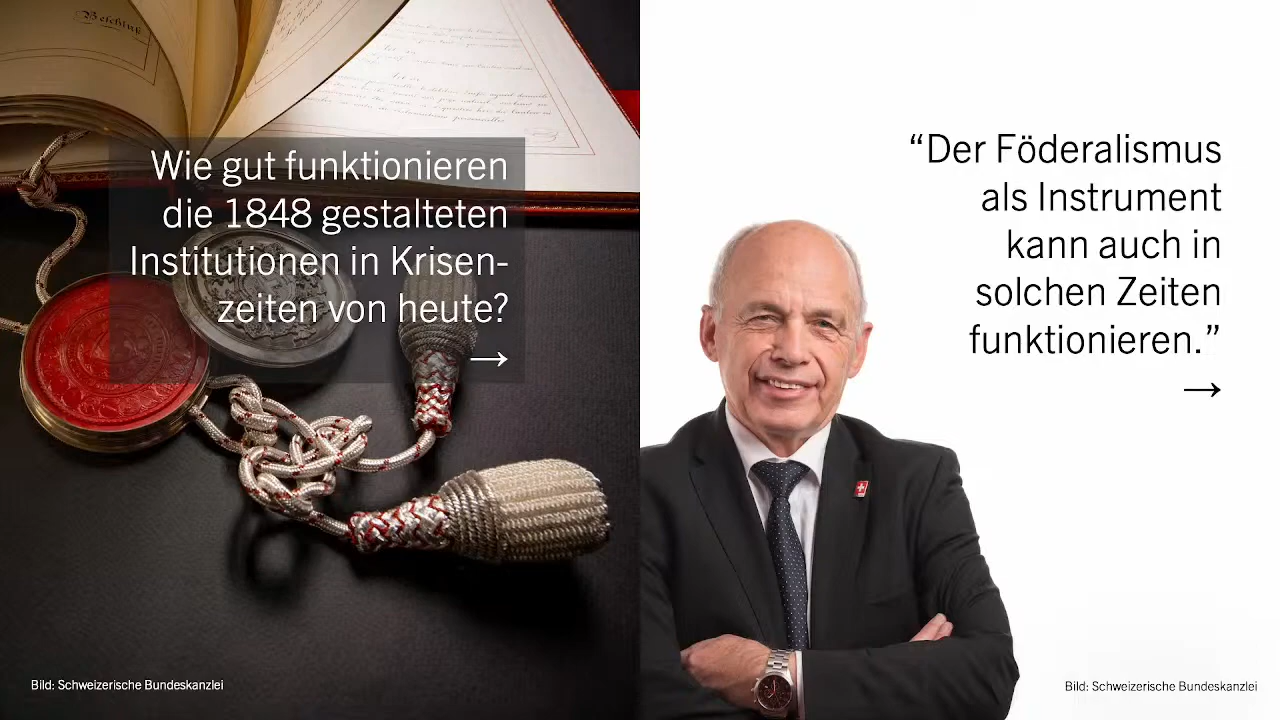 Beschluß
Wie gut funktionieren
die 1848 gestalteten
Institutionen in Krisen-
zeiten von heute?
→
Bild: Schweizerische Bundeskanzlei
“Der Föderalismus
als Instrument
kann auch in
solchen Zeiten
funktionieren.”
→
Bild: Schweizerische Bundeskanzlei